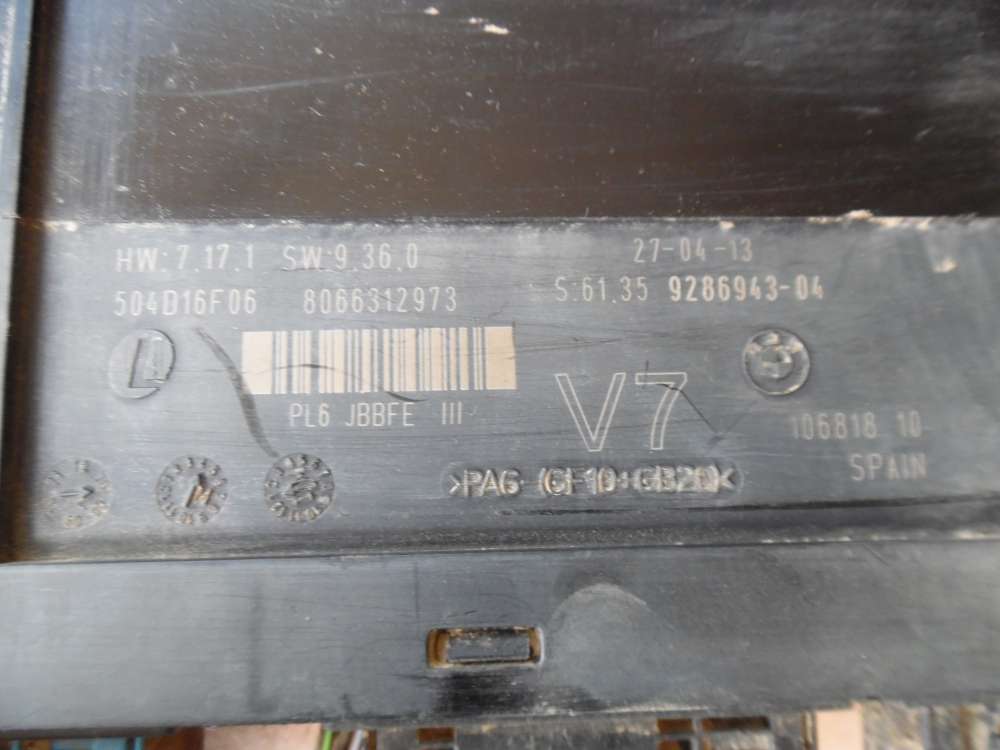 HW:7.17.1 SW:9.36.0 27-04-13
504D16F06 8066312973 S:61.35 9286943-04
PL6 JBBFE III
V7
106818 10
SPAIN
>PA6 (GF10+GB20)<